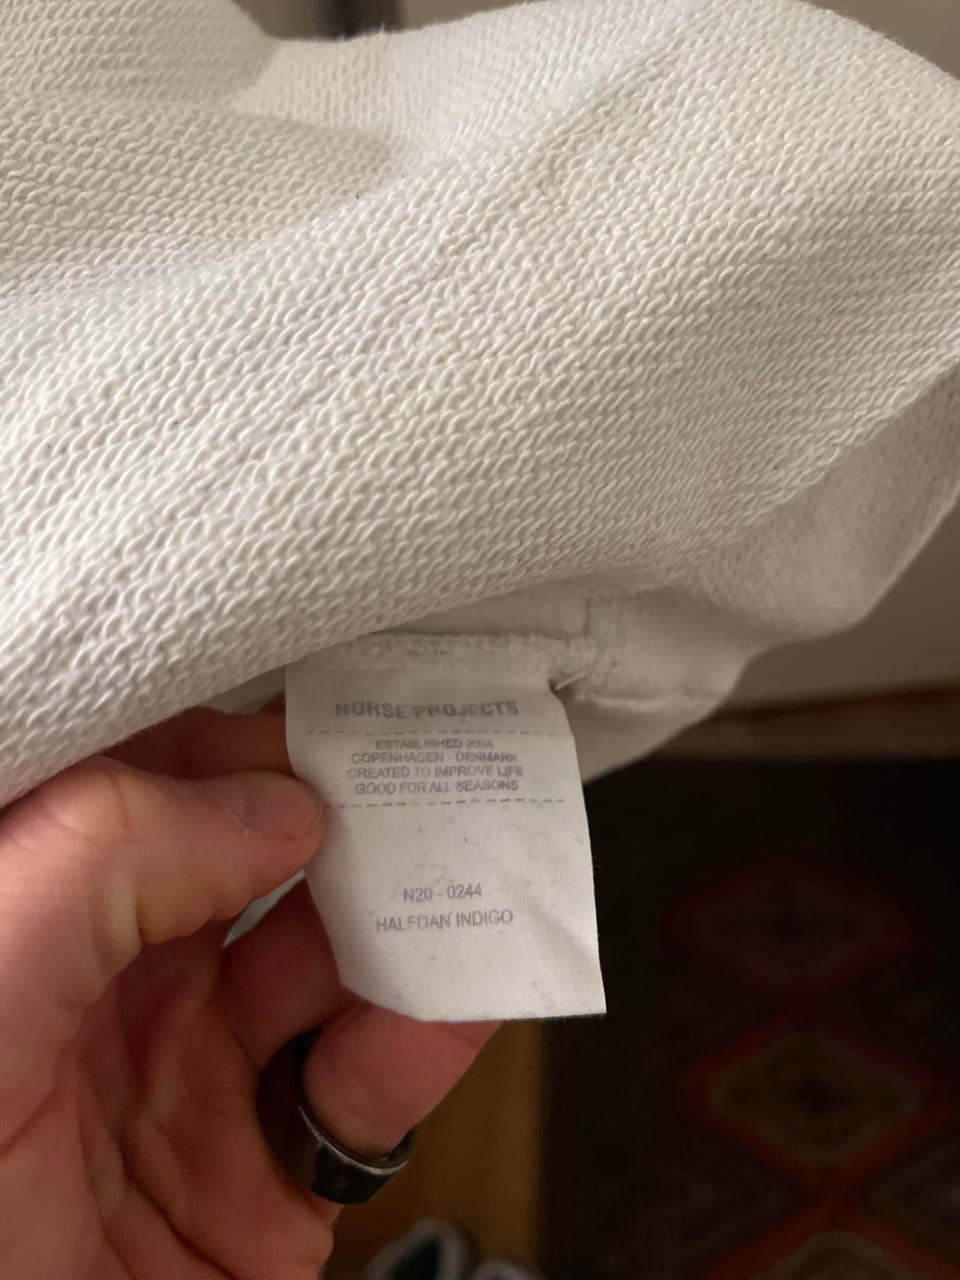 NORSE PROJECTS
ESTABLISHED 2004
COPENHAGEN - DENMARK
CREATED TO IMPROVE LIFE
GOOD FOR ALL SEASONS
N20 - 0244
HALFDAN INDIGO